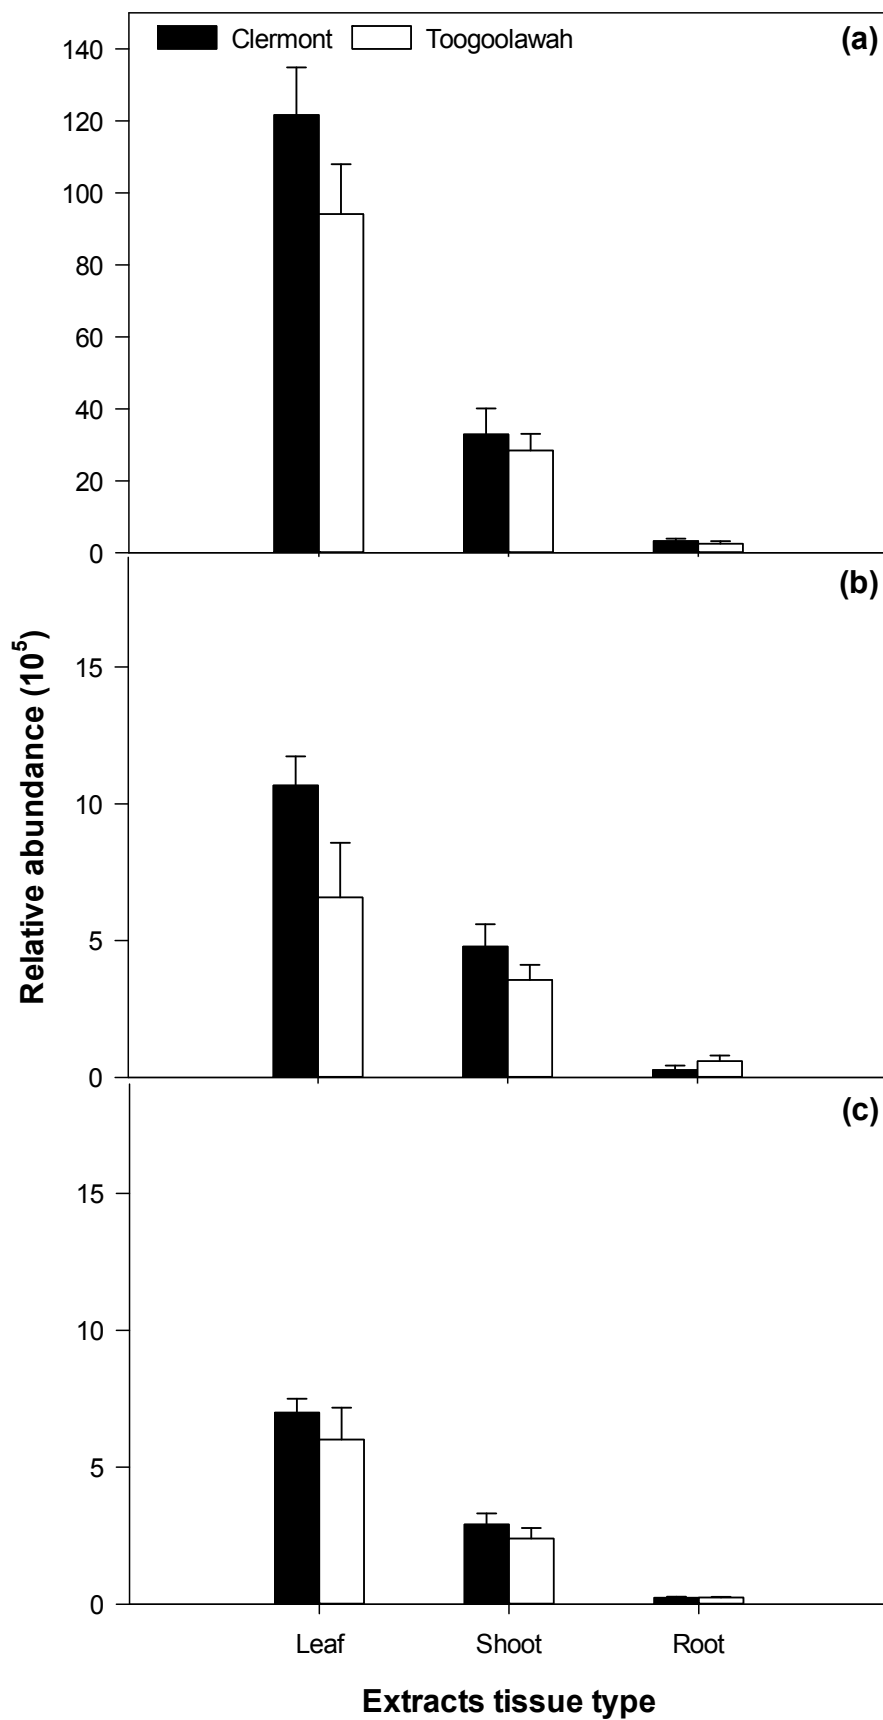 Clermont Toogoolawah (a)
140
120
100
80
60
40
20
0
(b)
15
10
5
0
(c)
15
10
5
0
Relative abundance (10⁵)
Leaf Shoot Root
Extracts tissue type